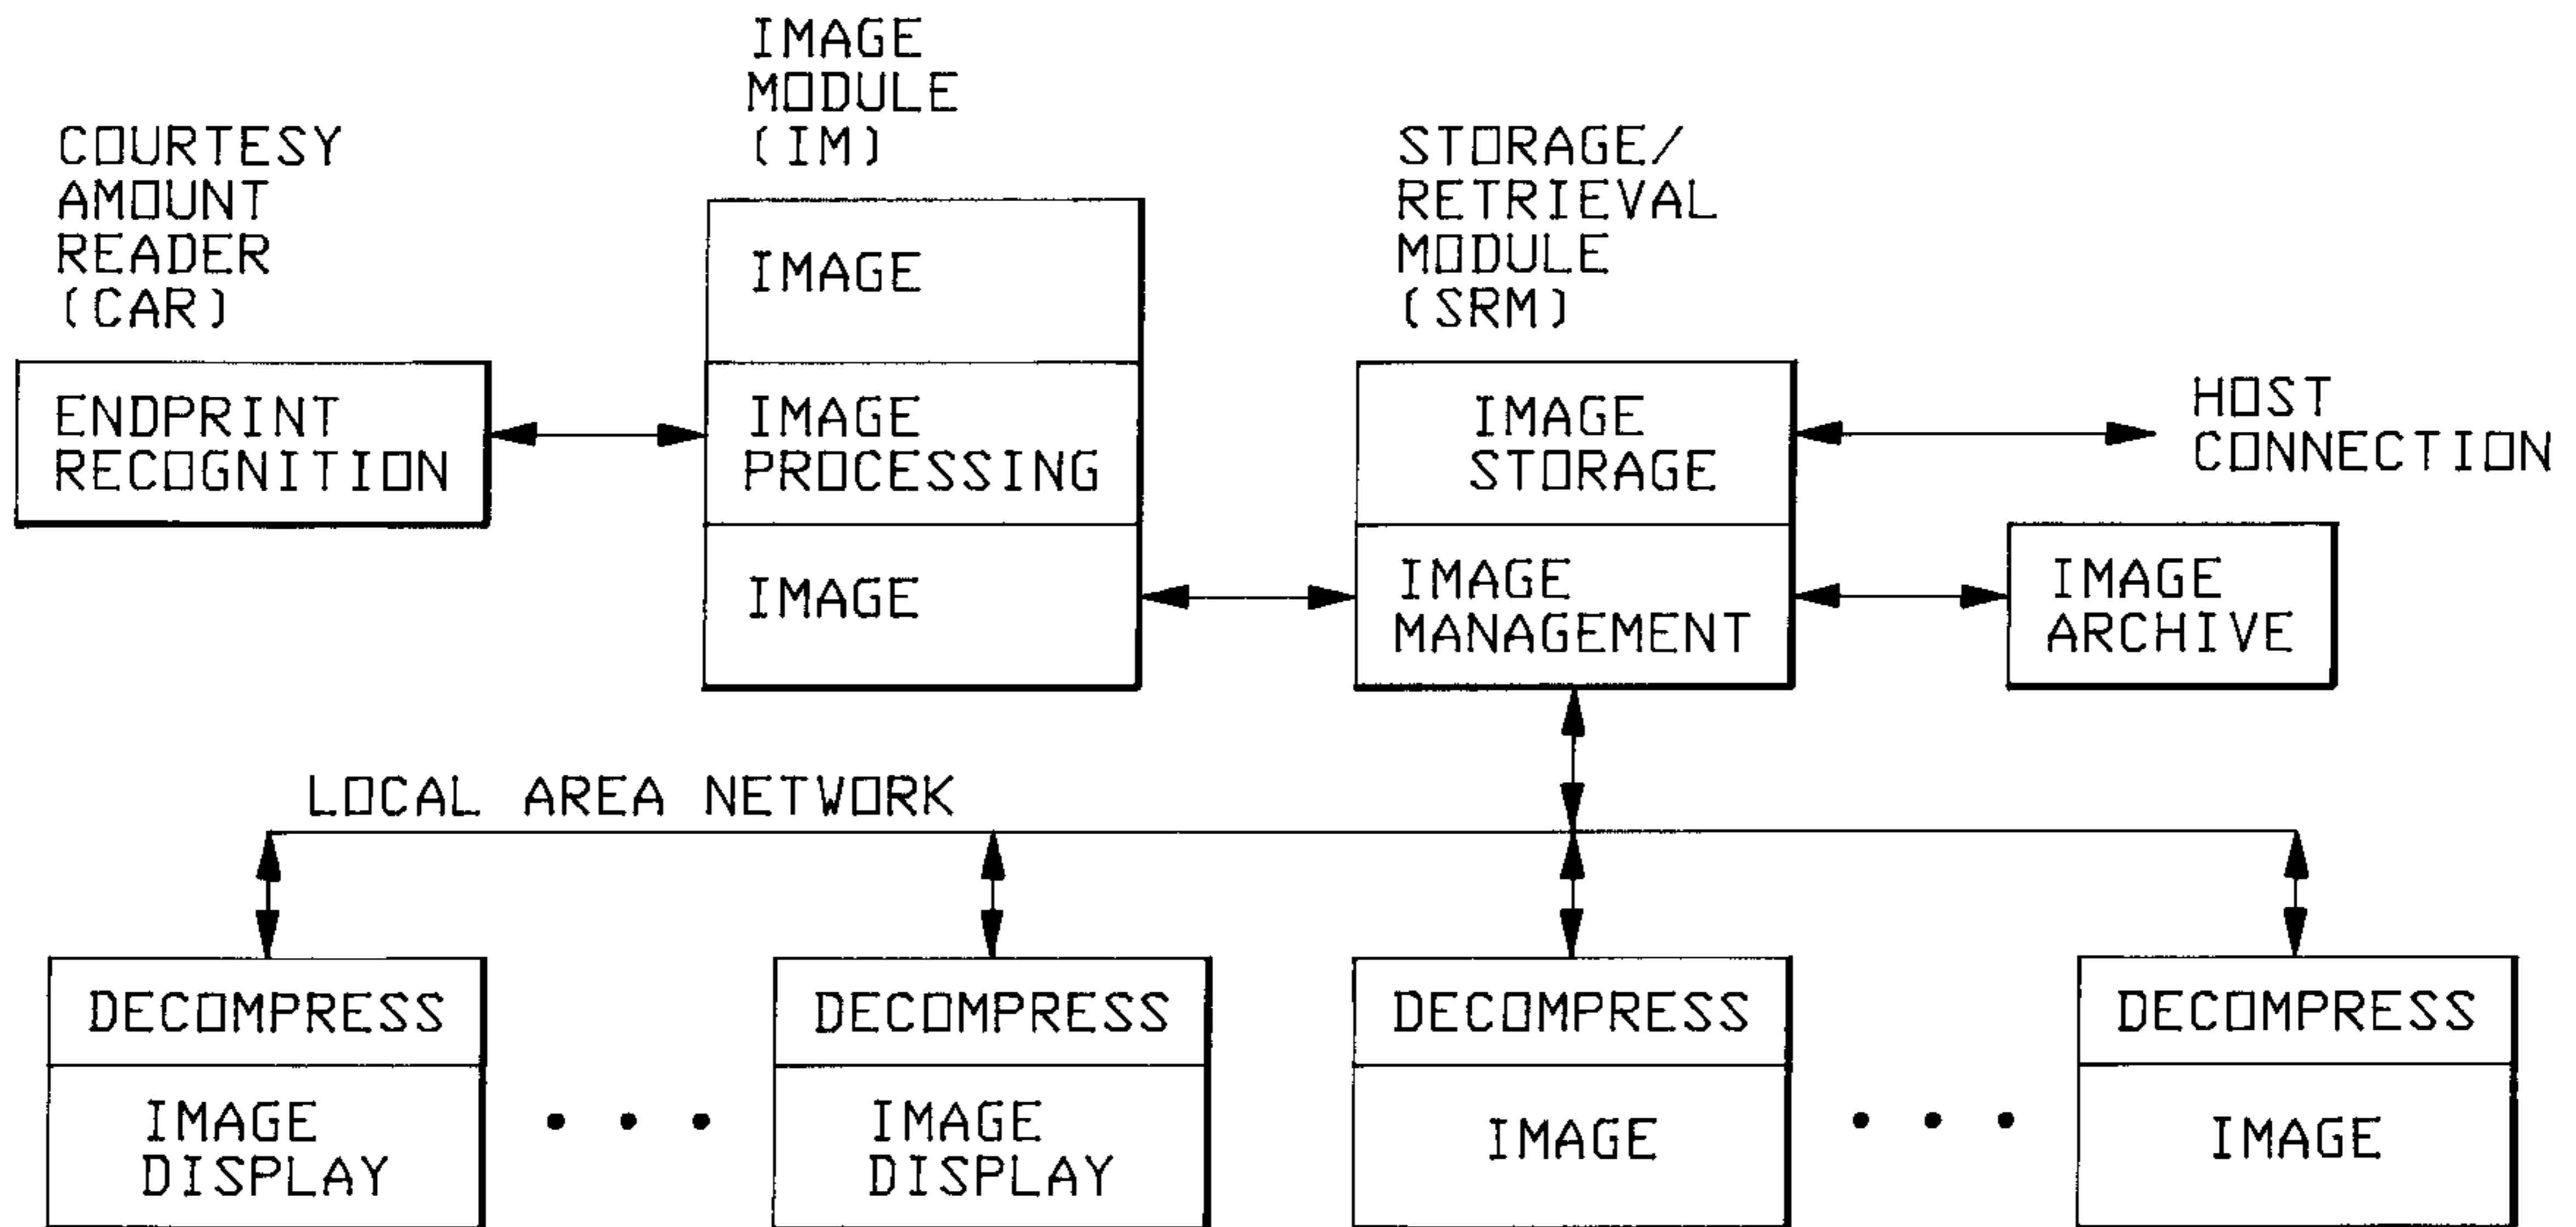 IMAGE
MODULE
(IM)
COURTESY
AMOUNT
READER
(CAR)
STORAGE/
RETRIEVAL
MODULE
(SRM)
IMAGE
ENDPRINT
RECOGNITION
IMAGE
PROCESSING
IMAGE
STORAGE
HOST
CONNECTION
IMAGE
IMAGE
MANAGEMENT
IMAGE
ARCHIVE
LOCAL AREA NETWORK
DECOMPRESS
DECOMPRESS
DECOMPRESS
DECOMPRESS
IMAGE
DISPLAY
IMAGE
DISPLAY
IMAGE
IMAGE